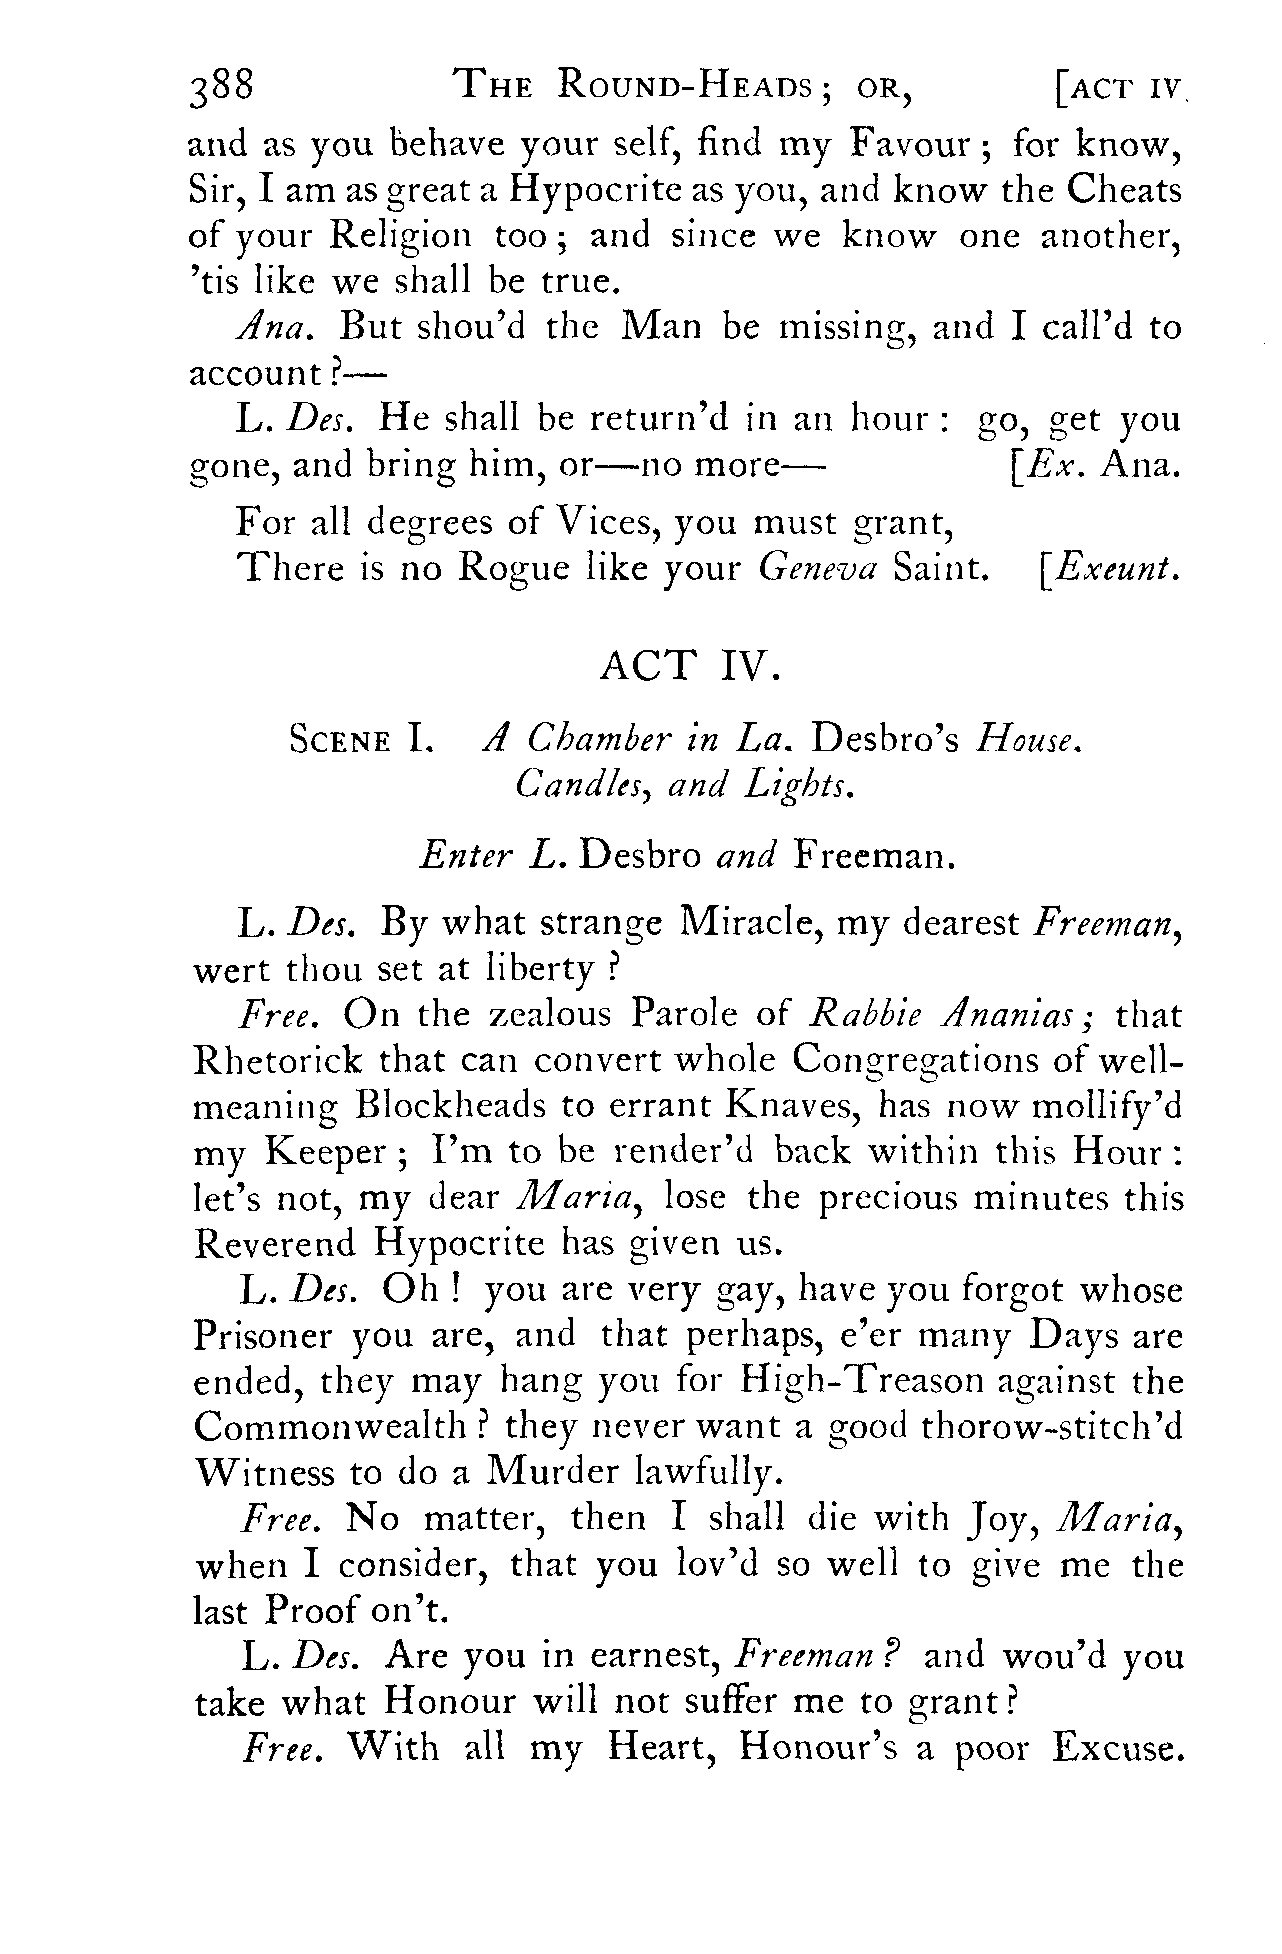 388 The Round-Heads; or, [act iv.
and as you behave your self, find my Favour; for know,
Sir, I am as great a Hypocrite as you, and know the Cheats
of your Religion too; and since we know one another,
'tis like we shall be true.
Ana. But shou'd the Man be missing, and I call'd to
account?—
L. Des. He shall be return'd in an hour: go, get you
gone, and bring him, or—no more— [Ex. Ana.
For all degrees of Vices, you must grant,
There is no Rogue like your Geneva Saint. [Exeunt.
ACT IV.
Scene I. A Chamber in La. Desbro's House.
Candles, and Lights.
Enter L. Desbro and Freeman.
L. Des. By what strange Miracle, my dearest Freeman,
wert thou set at liberty?
Free. On the zealous Parole of Rabbie Ananias; that
Rhetorick that can convert whole Congregations of well-
meaning Blockheads to errant Knaves, has now mollify'd
my Keeper; I'm to be render'd back within this Hour:
let's not, my dear Maria, lose the precious minutes this
Reverend Hypocrite has given us.
L. Des. Oh! you are very gay, have you forgot whose
Prisoner you are, and that perhaps, e'er many Days are
ended, they may hang you for High-Treason against the
Commonwealth? they never want a good thorow-stitch'd
Witness to do a Murder lawfully.
Free. No matter, then I shall die with Joy, Maria,
when I consider, that you lov'd so well to give me the
last Proof on't.
L. Des. Are you in earnest, Freeman? and wou'd you
take what Honour will not suffer me to grant?
Free. With all my Heart, Honour's a poor Excuse.